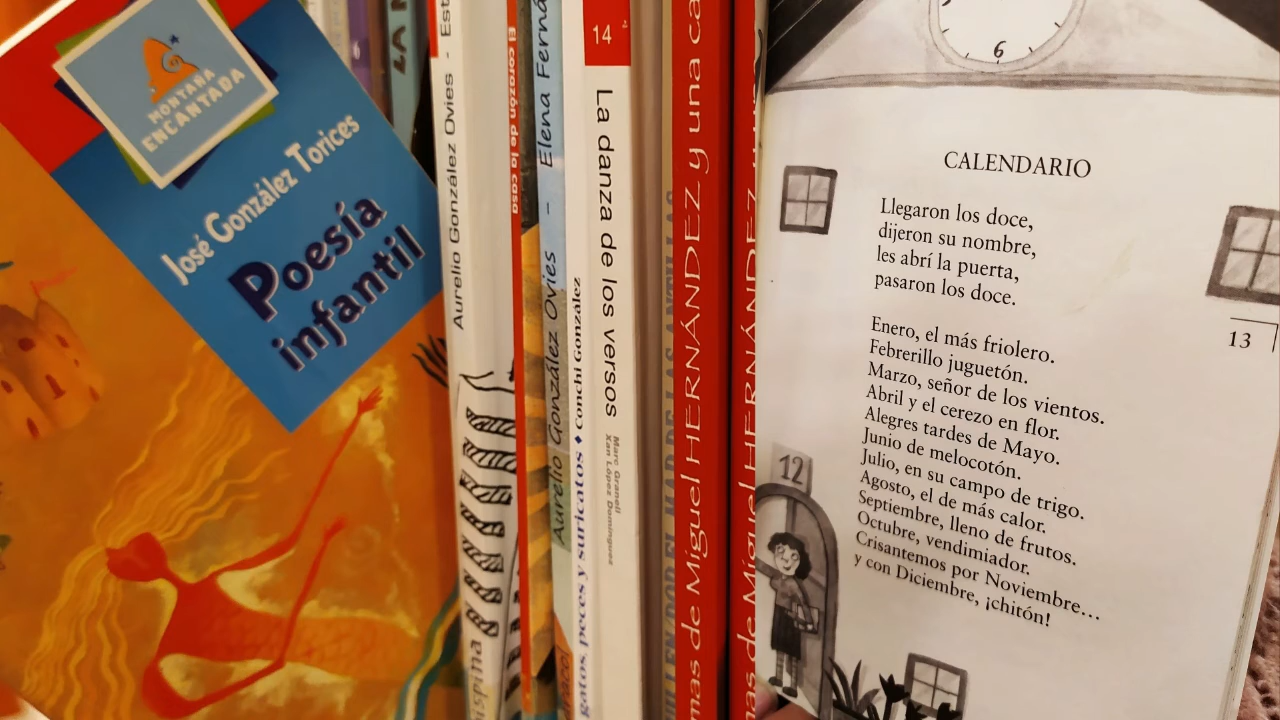 MONTAÑA
ENCANTADA
José González Torices
Poesía
infantil
LA
Aurelio González Ovies - Est
ispina
El corazón de la casa
Aurelio González Ovies - Elena Ferná
gatos, peces y suricatos ♦ Conchi González
14
La danza de los versos
Marc Granell
Xan López Domínguez
mas de Miguel HERNÁNDEZ y una ca
mas de Miguel HERNÁNDEZ
6
CALENDARIO
Llegaron los doce,
dijeron su nombre,
les abrí la puerta,
pasaron los doce.
Enero, el más friolero.
Febrerillo juguetón.
Marzo, señor de los vientos.
Abril y el cerezo en flor.
Alegres tardes de Mayo.
Junio de melocotón.
Julio, en su campo de trigo.
Agosto, el de más calor.
Septiembre, lleno de frutos.
Octubre, vendimiador.
Crisantemos por Noviembre...
y con Diciembre, ¡chitón!
13
12